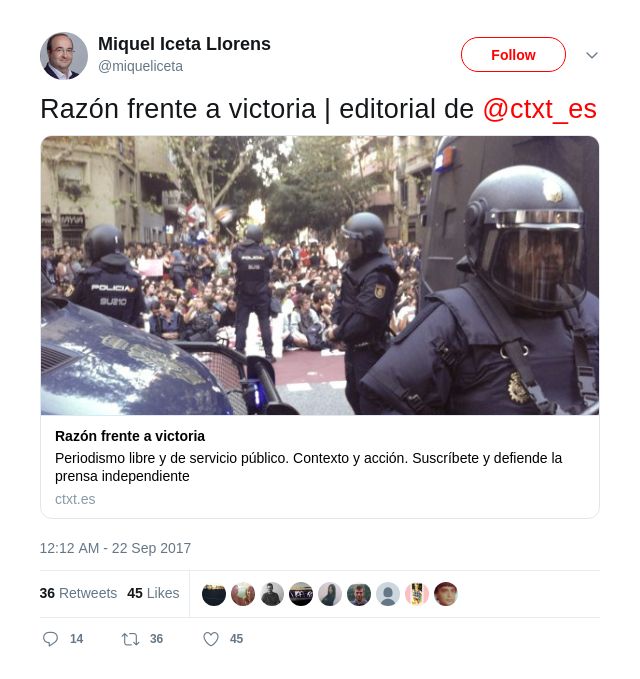 Miquel Iceta Llorens
@miqueliceta
Follow
Razón frente a victoria | editorial de @ctxt_es
POLICIA
POLICIA
Razón frente a victoria
Periodismo libre y de servicio público. Contexto y acción. Suscríbete y defiende la
prensa independiente
ctxt.es
12:12 AM - 22 Sep 2017
36 Retweets 45 Likes
14 36 45